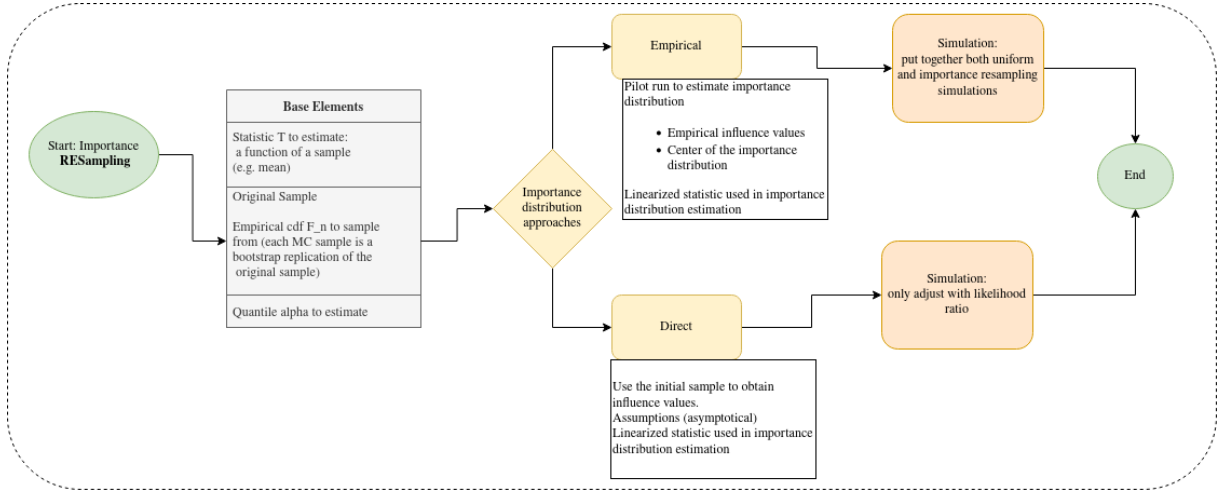 Start: Importance
RESampling
Base Elements
Statistic T to estimate:
a function of a sample
(e.g. mean)
Original Sample
Empirical cdf F_n to sample
from (each MC sample is a
bootstrap replication of the
original sample)
Quantile alpha to estimate
Importance
distribution
approaches
Empirical
Pilot run to estimate importance
distribution
• Empirical influence values
• Center of the importance
distribution
Linearized statistic used in importance
distribution estimation
Simulation:
put together both uniform
and importance resampling
simulations
Direct
Use the initial sample to obtain
influence values.
Assumptions (asymptotical)
Linearized statistic used in importance
distribution estimation
Simulation:
only adjust with likelihood
ratio
End